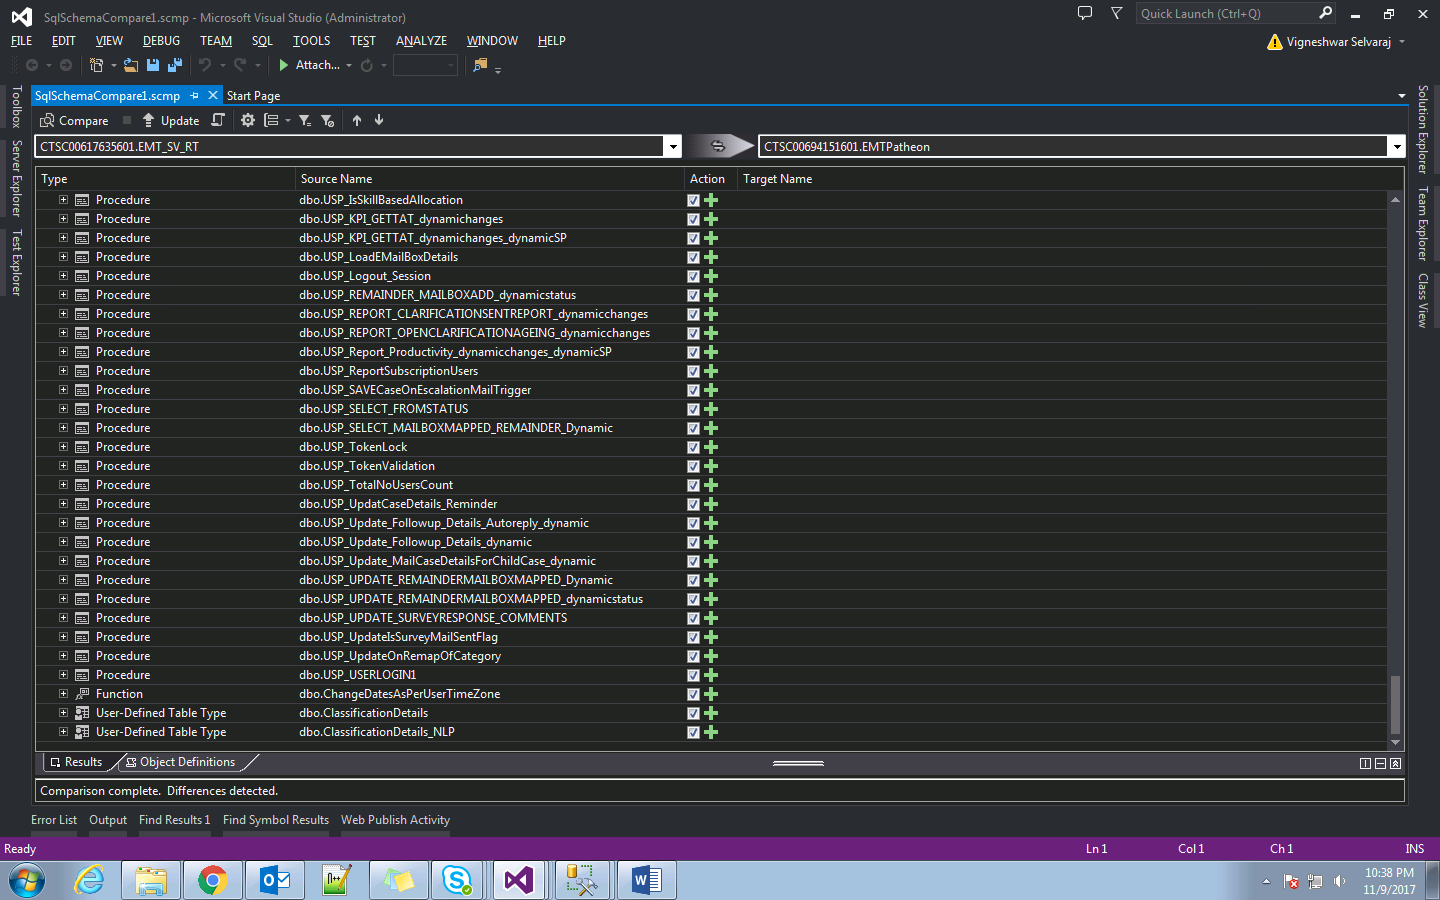 SqlSchemaCompare1.scmp - Microsoft Visual Studio (Administrator)
Quick Launch (Ctrl+Q)
FILE EDIT VIEW DEBUG TEAM SQL TOOLS TEST ANALYZE WINDOW HELP
Vigneshwar Selvaraj
Attach...
SqlSchemaCompare1.scmp Start Page
Compare Update
CTSC00617635601.EMT_SV_RT CTSC00694151601.EMTPatheon
Type Source Name Action Target Name
Procedure dbo.USP_IsSkillBasedAllocation
Procedure dbo.USP_KPI_GETTAT_dynamichanges
Procedure dbo.USP_KPI_GETTAT_dynamichanges_dynamicSP
Procedure dbo.USP_LoadEMailBoxDetails
Procedure dbo.USP_Logout_Session
Procedure dbo.USP_REMAINDER_MAILBOXADD_dynamicstatus
Procedure dbo.USP_REPORT_CLARIFICATIONSENTREPORT_dynamicchanges
Procedure dbo.USP_REPORT_OPENCLARIFICATIONAGEING_dynamicchanges
Procedure dbo.USP_Report_Productivity_dynamicchanges_dynamicSP
Procedure dbo.USP_ReportSubscriptionUsers
Procedure dbo.USP_SAVECaseOnEscalationMailTrigger
Procedure dbo.USP_SELECT_FROMSTATUS
Procedure dbo.USP_SELECT_MAILBOXMAPPED_REMAINDER_Dynamic
Procedure dbo.USP_TokenLock
Procedure dbo.USP_TokenValidation
Procedure dbo.USP_TotalNoUsersCount
Procedure dbo.USP_UpdatCaseDetails_Reminder
Procedure dbo.USP_Update_Followup_Details_Autoreply_dynamic
Procedure dbo.USP_Update_Followup_Details_dynamic
Procedure dbo.USP_Update_MailCaseDetailsForChildCase_dynamic
Procedure dbo.USP_UPDATE_REMAINDERMAILBOXMAPPED_Dynamic
Procedure dbo.USP_UPDATE_REMAINDERMAILBOXMAPPED_dynamicstatus
Procedure dbo.USP_UPDATE_SURVEYRESPONSE_COMMENTS
Procedure dbo.USP_UpdateIsSurveyMailSentFlag
Procedure dbo.USP_UpdateOnRemapOfCategory
Procedure dbo.USP_USERLOGIN1
Function dbo.ChangeDatesAsPerUserTimeZone
User-Defined Table Type dbo.ClassificationDetails
User-Defined Table Type dbo.ClassificationDetails_NLP
Results Object Definitions
Comparison complete. Differences detected.
Error List Output Find Results 1 Find Symbol Results Web Publish Activity
Ready Ln 1 Col 1 Ch 1 INS
10:38 PM
11/9/2017
Toolbox
Server Explorer
Test Explorer
Solution Explorer
Team Explorer
Class View